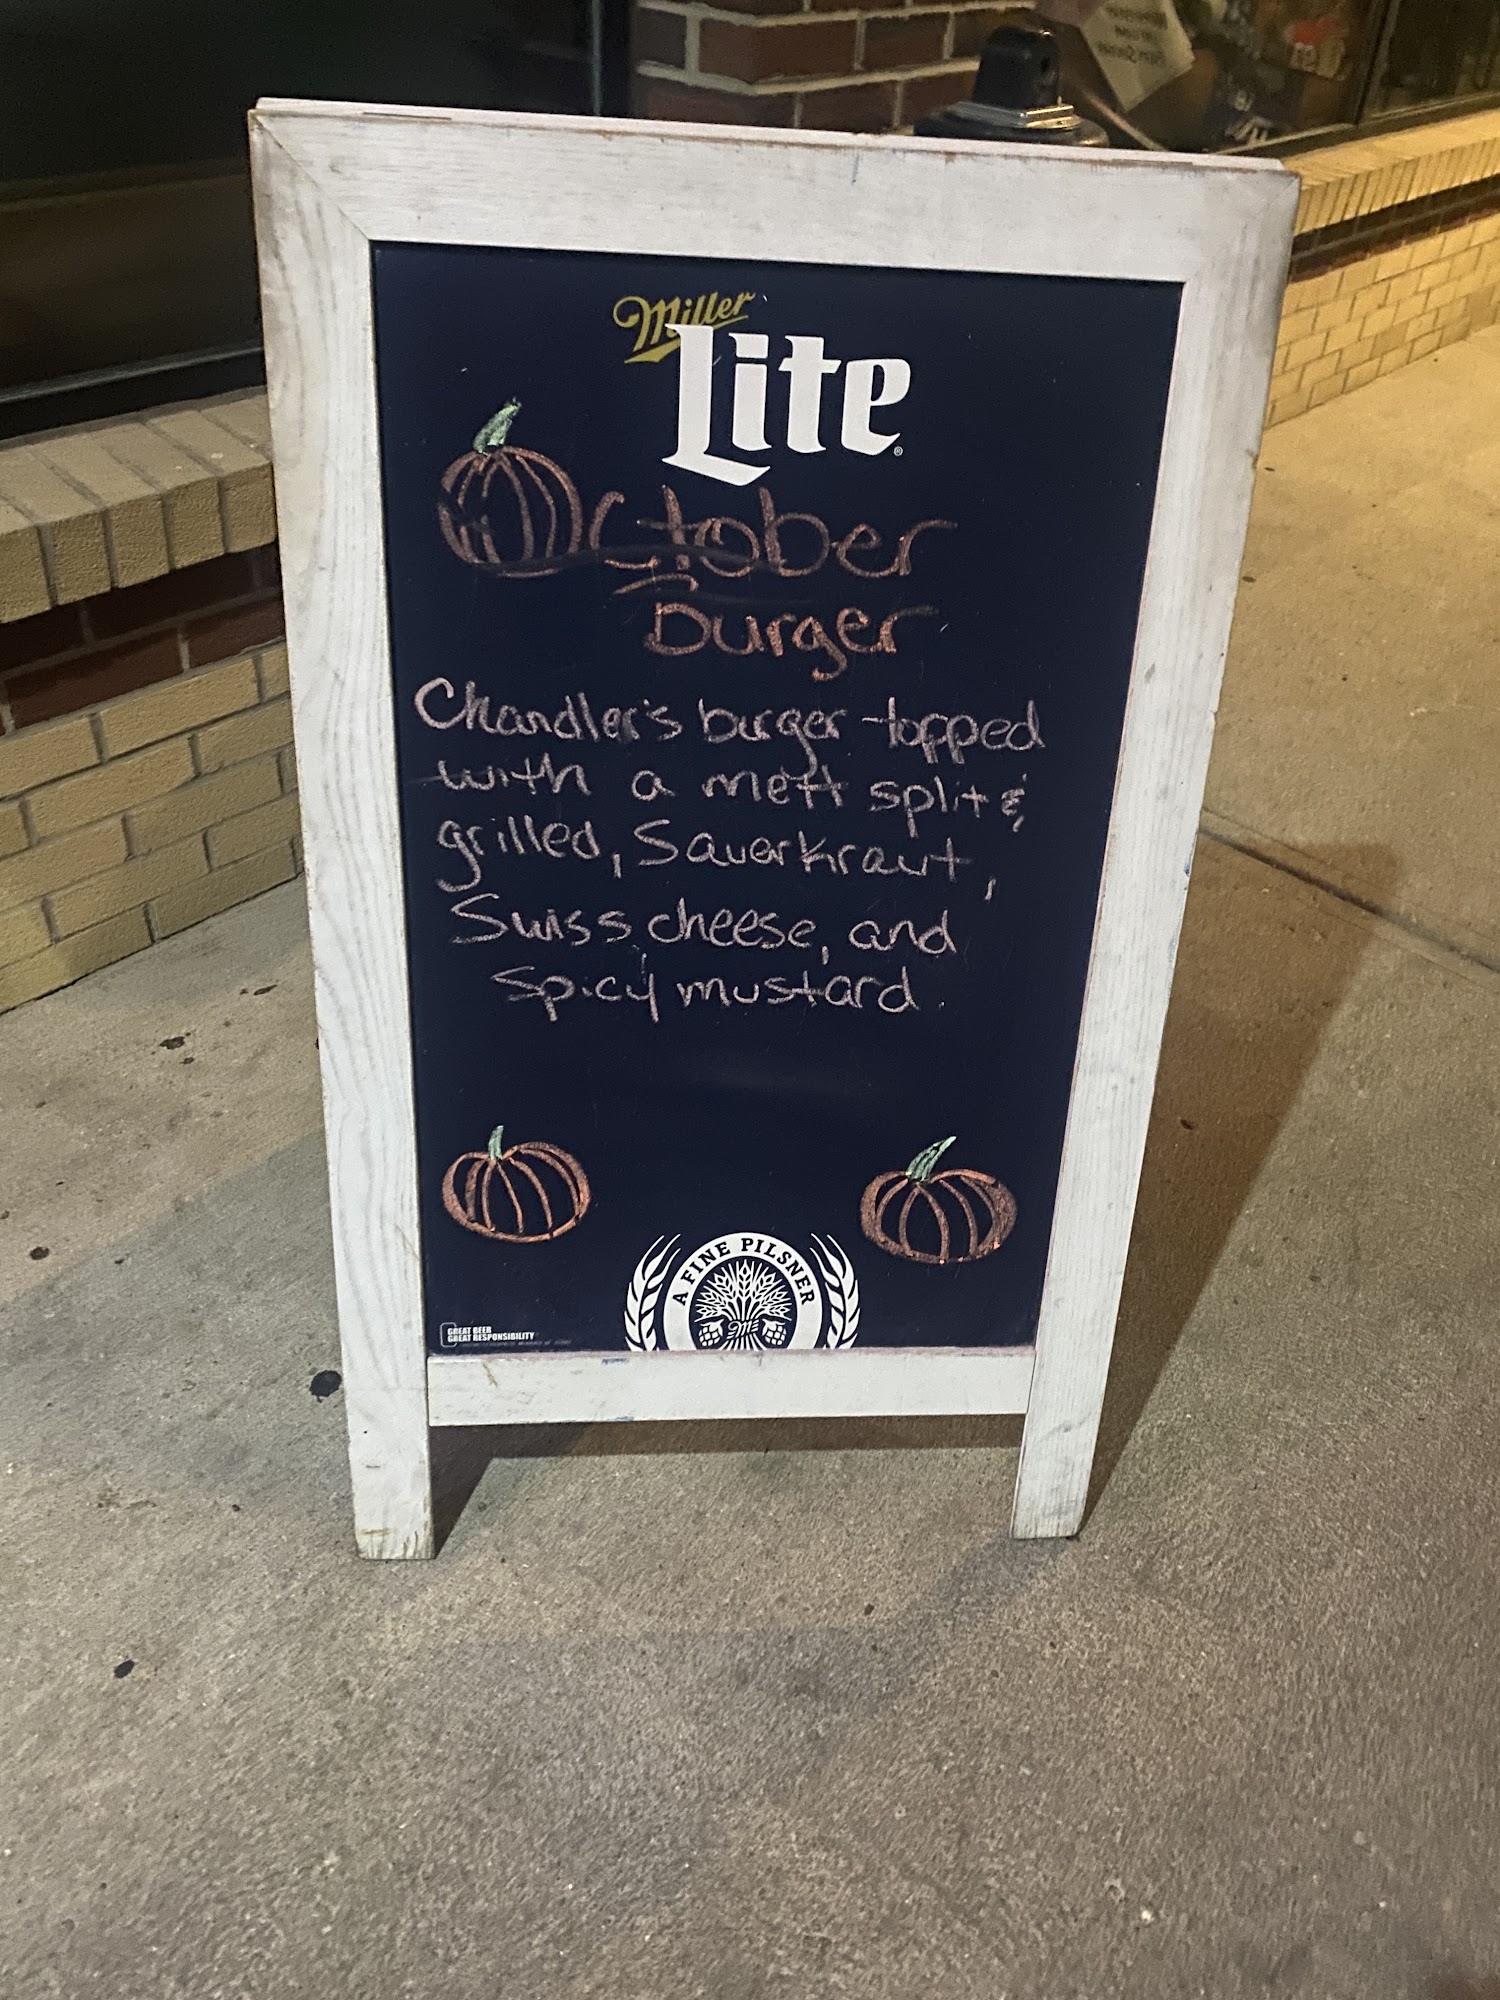 Miller
Lite
October
Burger
Chandler's burger topped
with a mett split &
grilled, Sauerkraut,
Swiss cheese, and
Spicy mustard.
A FINE PILSNER
GREAT BEER
GREAT RESPONSIBILITY